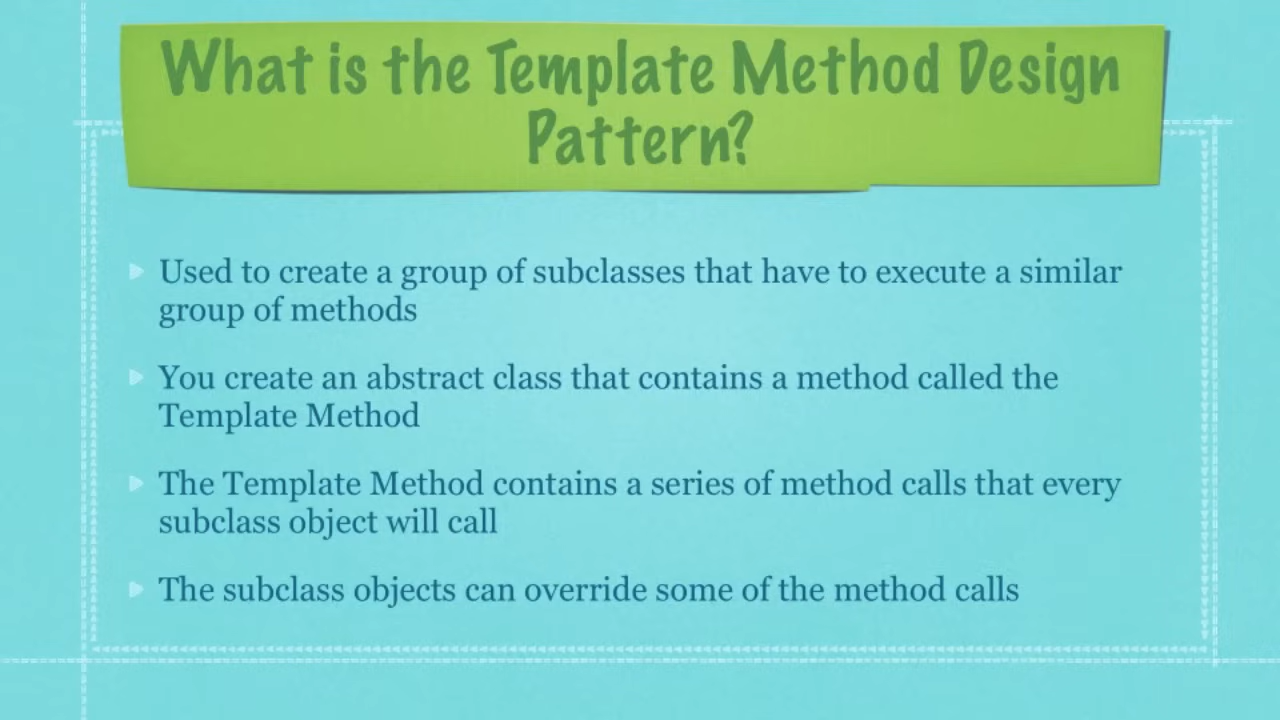 What is the Template Method Design
Pattern?
Used to create a group of subclasses that have to execute a similar
group of methods
You create an abstract class that contains a method called the
Template Method
The Template Method contains a series of method calls that every
subclass object will call
The subclass objects can override some of the method calls